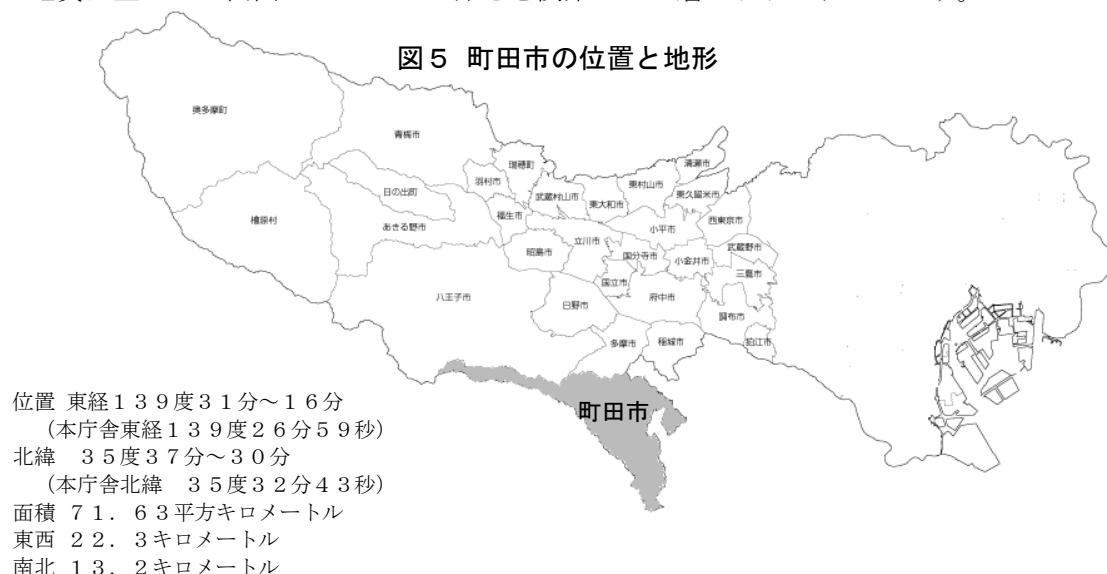 図５ 町田市の位置と地形
奥多摩町
青梅市
瑞穂町
清瀬市
羽村市
東村山市
日の出町
武蔵村山市
東大和市
東久留米市
檜原村
福生市
西東京市
あきる野市
小平市
昭島市
立川市
武蔵野市
国分寺市
小金井市
三鷹市
国立市
八王子市
日野市
府中市
調布市
多摩市
稲城市
狛江市
町田市
位置 東経１３９度３１分～１６分
（本庁舎東経１３９度２６分５９秒）
北緯 ３５度３７分～３０分
（本庁舎北緯 ３５度３２分４３秒）
面積 ７１．６３平方キロメートル
東西 ２２．３キロメートル
南北 １３．２キロメートル